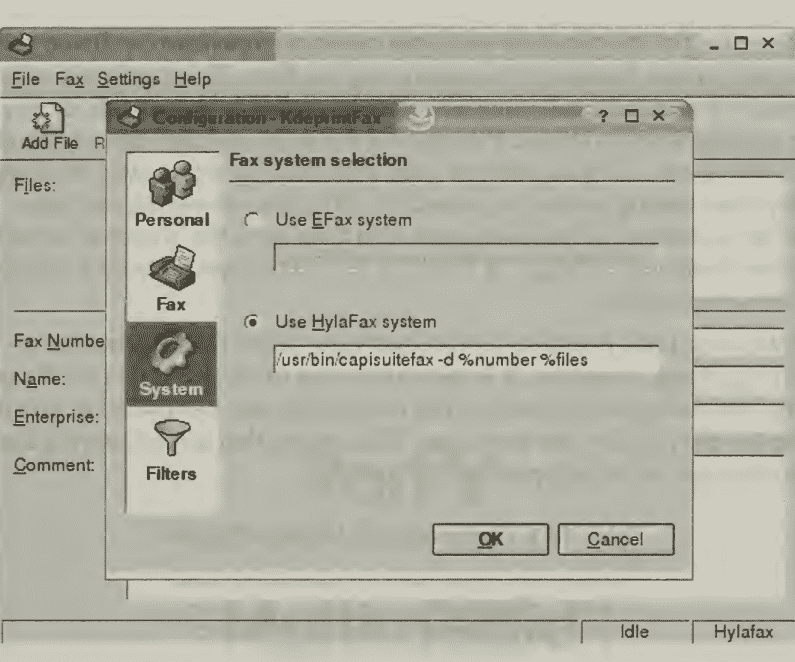 File Fax Settings Help
Add File
Configuration - KdeprintFax
?
Files:
Personal
Fax
System
Filters
Fax system selection
Use EFax system
Use HylaFax system
/usr/bin/capisuitefax -d %number %files
OK Cancel
Fax Numbe
Name:
Enterprise:
Comment:
Idle Hylafax